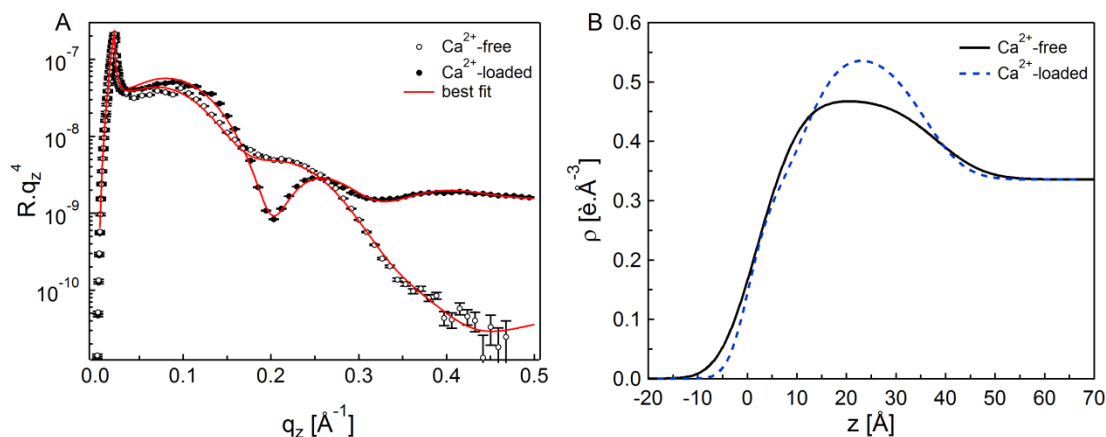 A
Ca²⁺-free
Ca²⁺-loaded
best fit
10⁻⁷
10⁻⁸
10⁻⁹
10⁻¹⁰
R.q_z⁴
0.0 0.1 0.2 0.3 0.4 0.5
q_z [Å⁻¹]
B
Ca²⁺-free
Ca²⁺-loaded
0.6
0.5
0.4
0.3
0.2
0.1
0.0
ρ [è.Å⁻³]
-20 -10 0 10 20 30 40 50 60 70
z [Å]